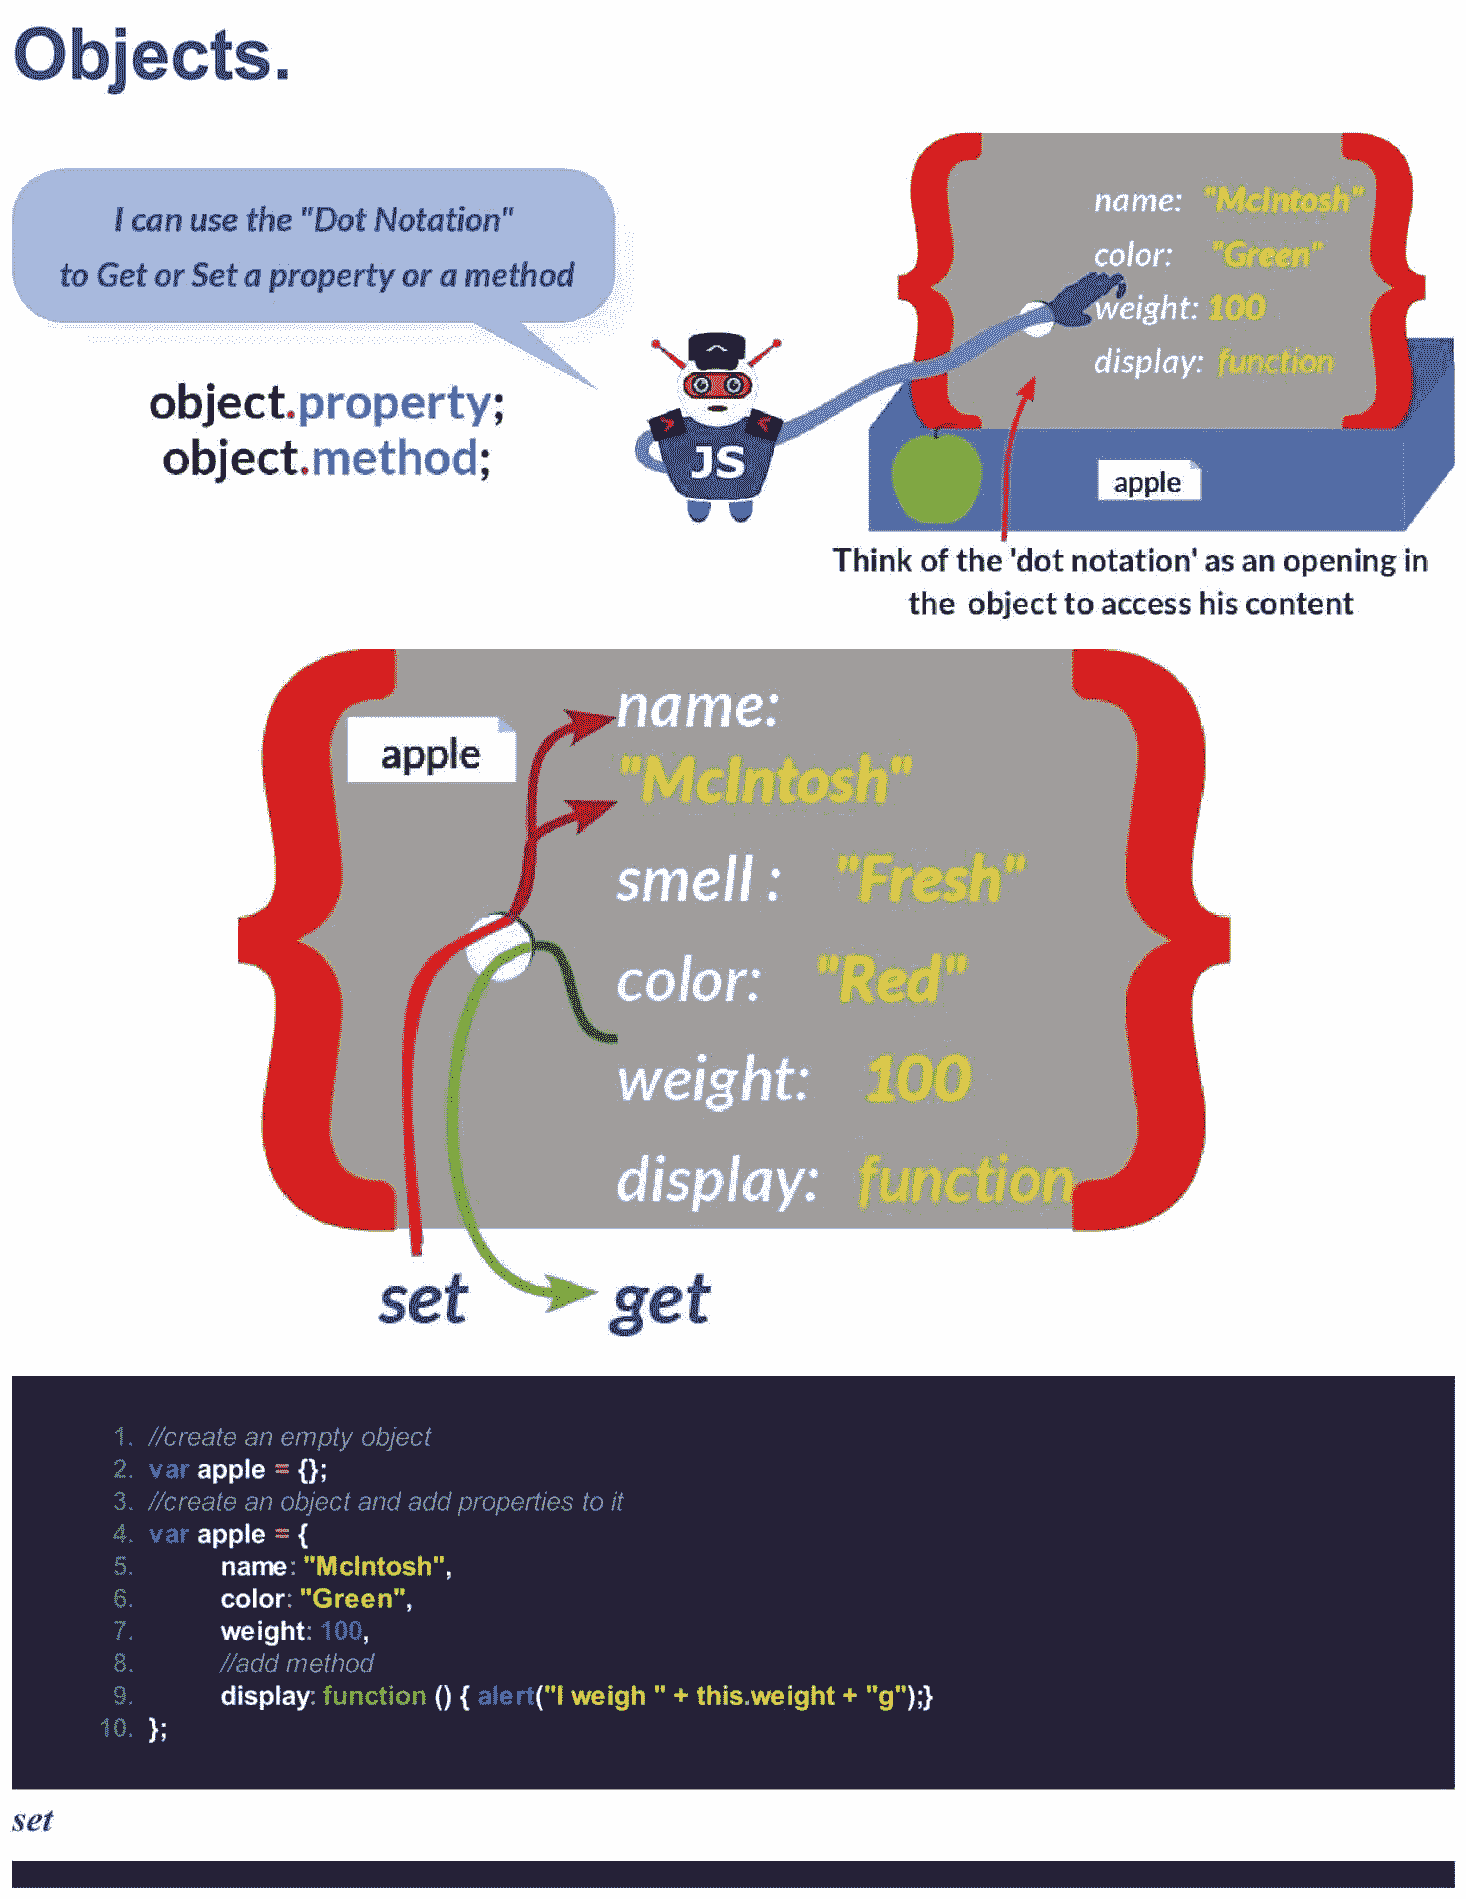 Objects.
I can use the "Dot Notation"
to Get or Set a property or a method
object.property;
object.method;
JS
name: "McIntosh"
color: "Green"
weight: 100
display: function
apple
Think of the 'dot notation' as an opening in
the object to access his content
apple
name:
"McIntosh"
smell : "Fresh"
color: "Red"
weight: 100
display: function
set
get
1. //create an empty object
2. var apple = {};
3. //create an object and add properties to it
4. var apple = {
5. name: "McIntosh",
6. color: "Green",
7. weight: 100,
8. //add method
9. display: function () { alert("I weigh " + this.weight + "g");}
10. };
set